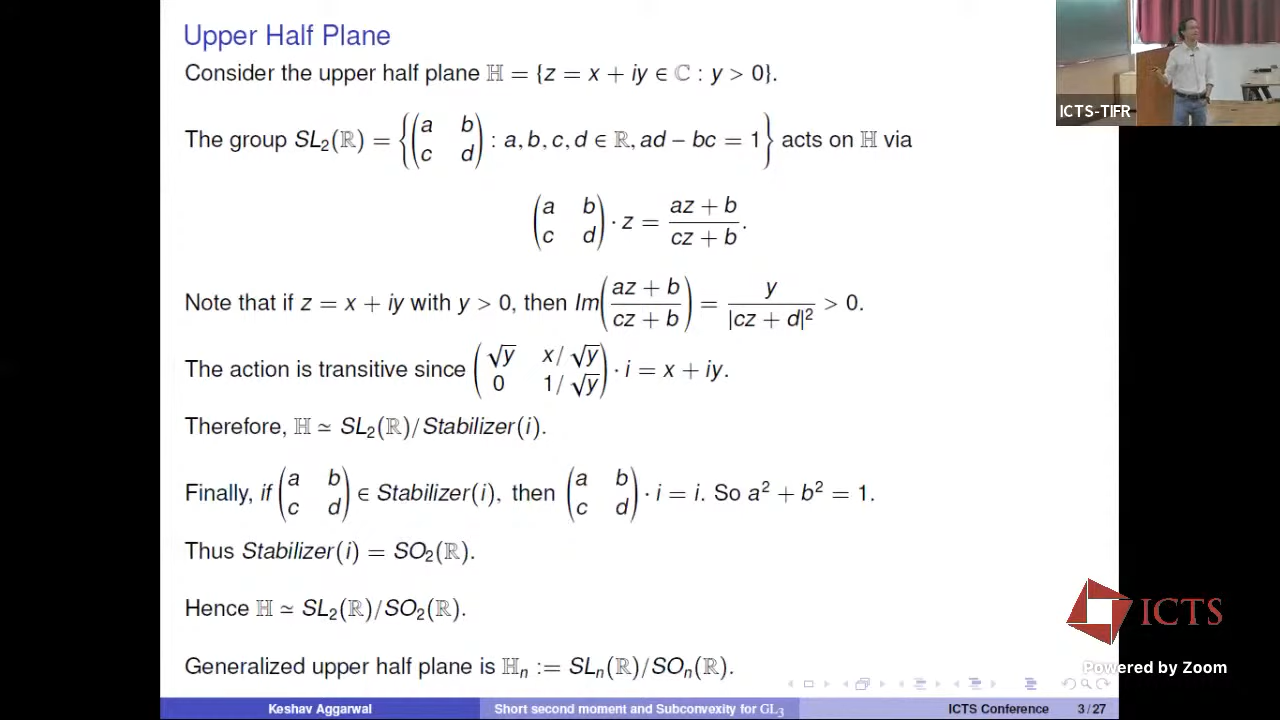 Upper Half Plane
Consider the upper half plane ℍ = {z = x + iy ∈ ℂ : y > 0}.
The group SL₂(ℝ) = { (a b; c d) : a, b, c, d ∈ ℝ, ad − bc = 1 } acts on ℍ via
(a b; c d) · z = (az + b)/(cz + b).
Note that if z = x + iy with y > 0, then Im((az + b)/(cz + b)) = y/|cz + d|² > 0.
The action is transitive since (√y x/√y; 0 1/√y) · i = x + iy.
Therefore, ℍ ≃ SL₂(ℝ)/Stabilizer(i).
Finally, if (a b; c d) ∈ Stabilizer(i), then (a b; c d) · i = i. So a² + b² = 1.
Thus Stabilizer(i) = SO₂(ℝ).
Hence ℍ ≃ SL₂(ℝ)/SO₂(ℝ).
Generalized upper half plane is ℍₙ := SLₙ(ℝ)/SOₙ(ℝ).
Keshav Aggarwal Short second moment and Subconvexity for GL₃ ICTS Conference 3 / 27
ICTS-TIFR
ICTS
Powered by Zoom